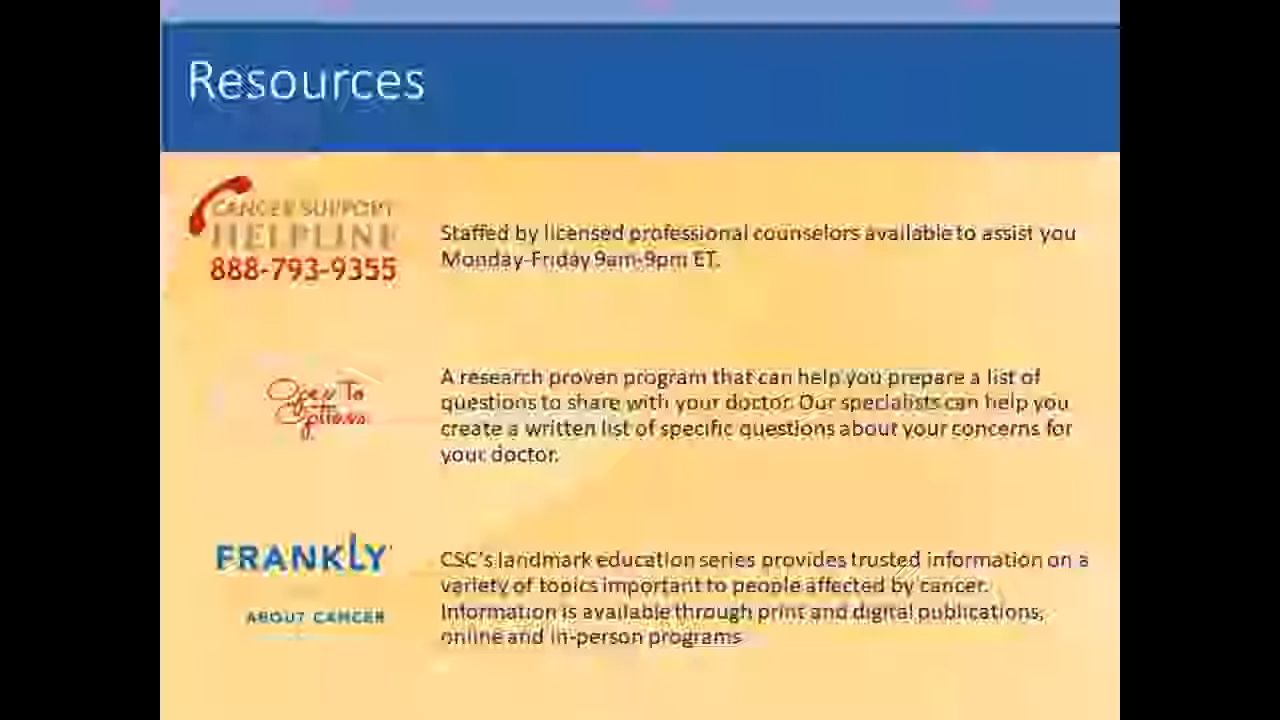 Resources
CANCER SUPPORT
HELPLINE
888-793-9355
Staffed by licensed professional counselors available to assist you
Monday-Friday 9am-9pm ET.
Open To
Options
A research proven program that can help you prepare a list of
questions to share with your doctor. Our specialists can help you
create a written list of specific questions about your concerns for
your doctor.
FRANKLY
ABOUT CANCER
CSC's landmark education series provides trusted information on a
variety of topics important to people affected by cancer.
Information is available through print and digital publications,
online and in-person programs